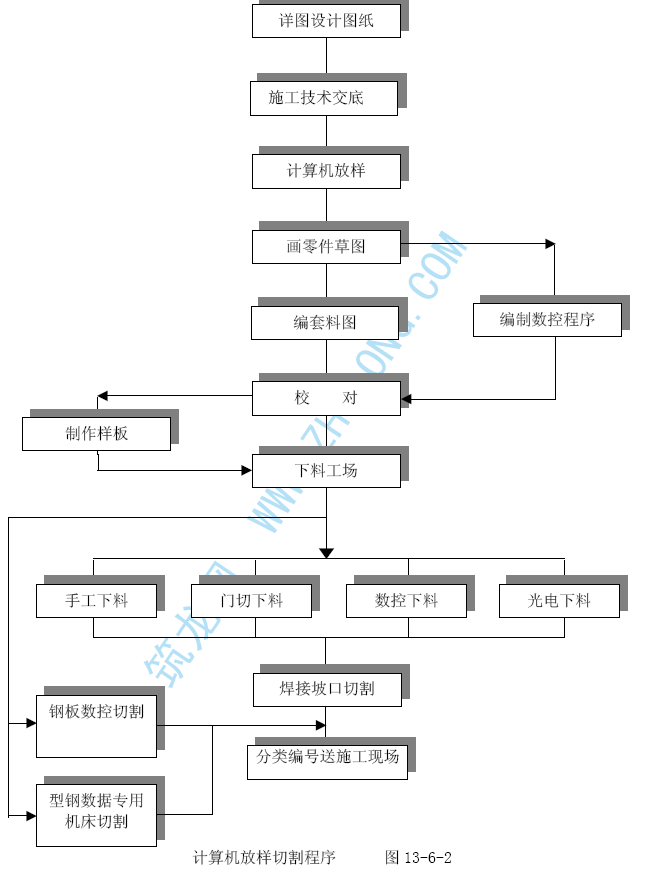 详图设计图纸
施工技术交底
计算机放样
画零件草图
编套料图
编制数控程序
校 对
制作样板
下料工场
手工下料
门切下料
数控下料
光电下料
焊接坡口切割
钢板数控切割
分类编号送施工现场
型钢数据专用
机床切割
计算机放样切割程序 图 13-6-2